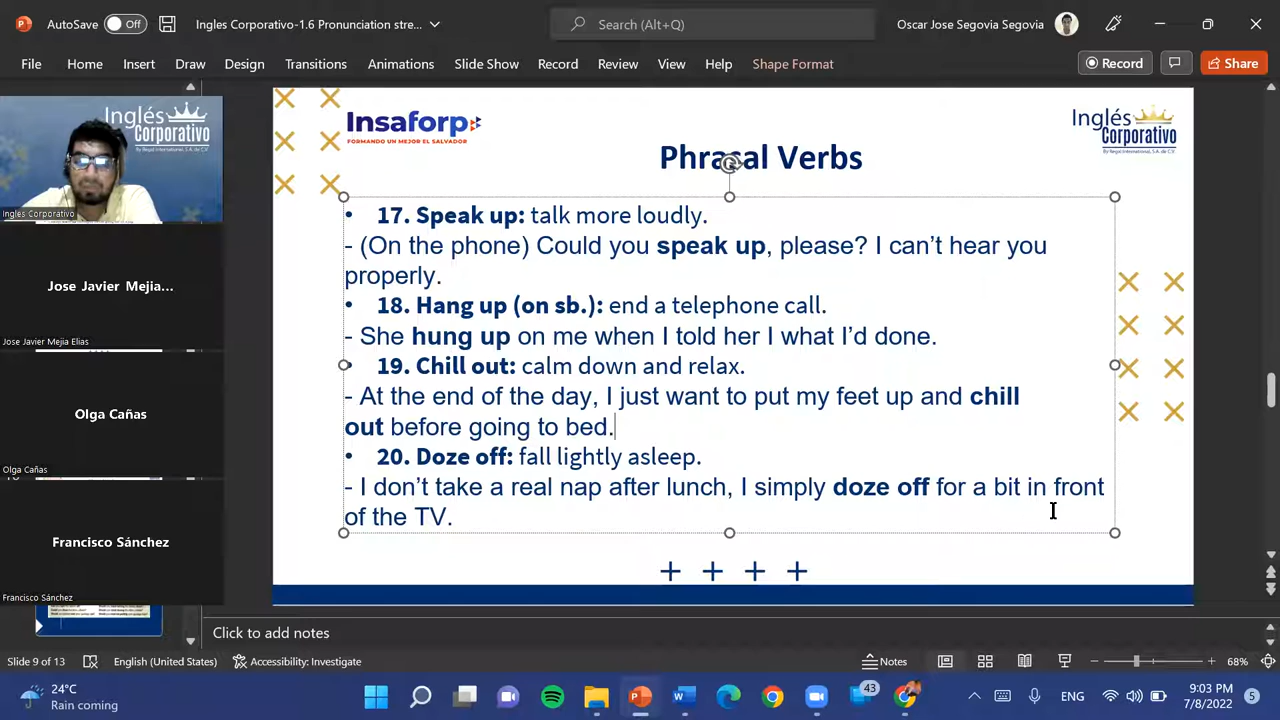 AutoSave Off Ingles Corporativo-1.6 Pronunciation stre... Search (Alt+Q) Oscar Jose Segovia Segovia
File Home Insert Draw Design Transitions Animations Slide Show Record Review View Help Shape Format Record Share
Inglés
Corporativo
Ingles Corporativo
Jose Javier Mejia...
Jose Javier Mejia Elias
Olga Cañas
Olga Cañas
Francisco Sánchez
Francisco Sánchez
Insaforp
FORMANDO UN MEJOR EL SALVADOR
Inglés
Corporativo
By Regal International, S.A. de C.V.
Phrasal Verbs
• 17. Speak up: talk more loudly.
- (On the phone) Could you speak up, please? I can't hear you
properly.
• 18. Hang up (on sb.): end a telephone call.
- She hung up on me when I told her I what I'd done.
• 19. Chill out: calm down and relax.
- At the end of the day, I just want to put my feet up and chill
out before going to bed.
• 20. Doze off: fall lightly asleep.
- I don't take a real nap after lunch, I simply doze off for a bit in front
of the TV.
+ + + +
Click to add notes
Slide 9 of 13 English (United States) Accessibility: Investigate Notes 68%
24°C
Rain coming
43
ENG
9:03 PM
7/8/2022
5